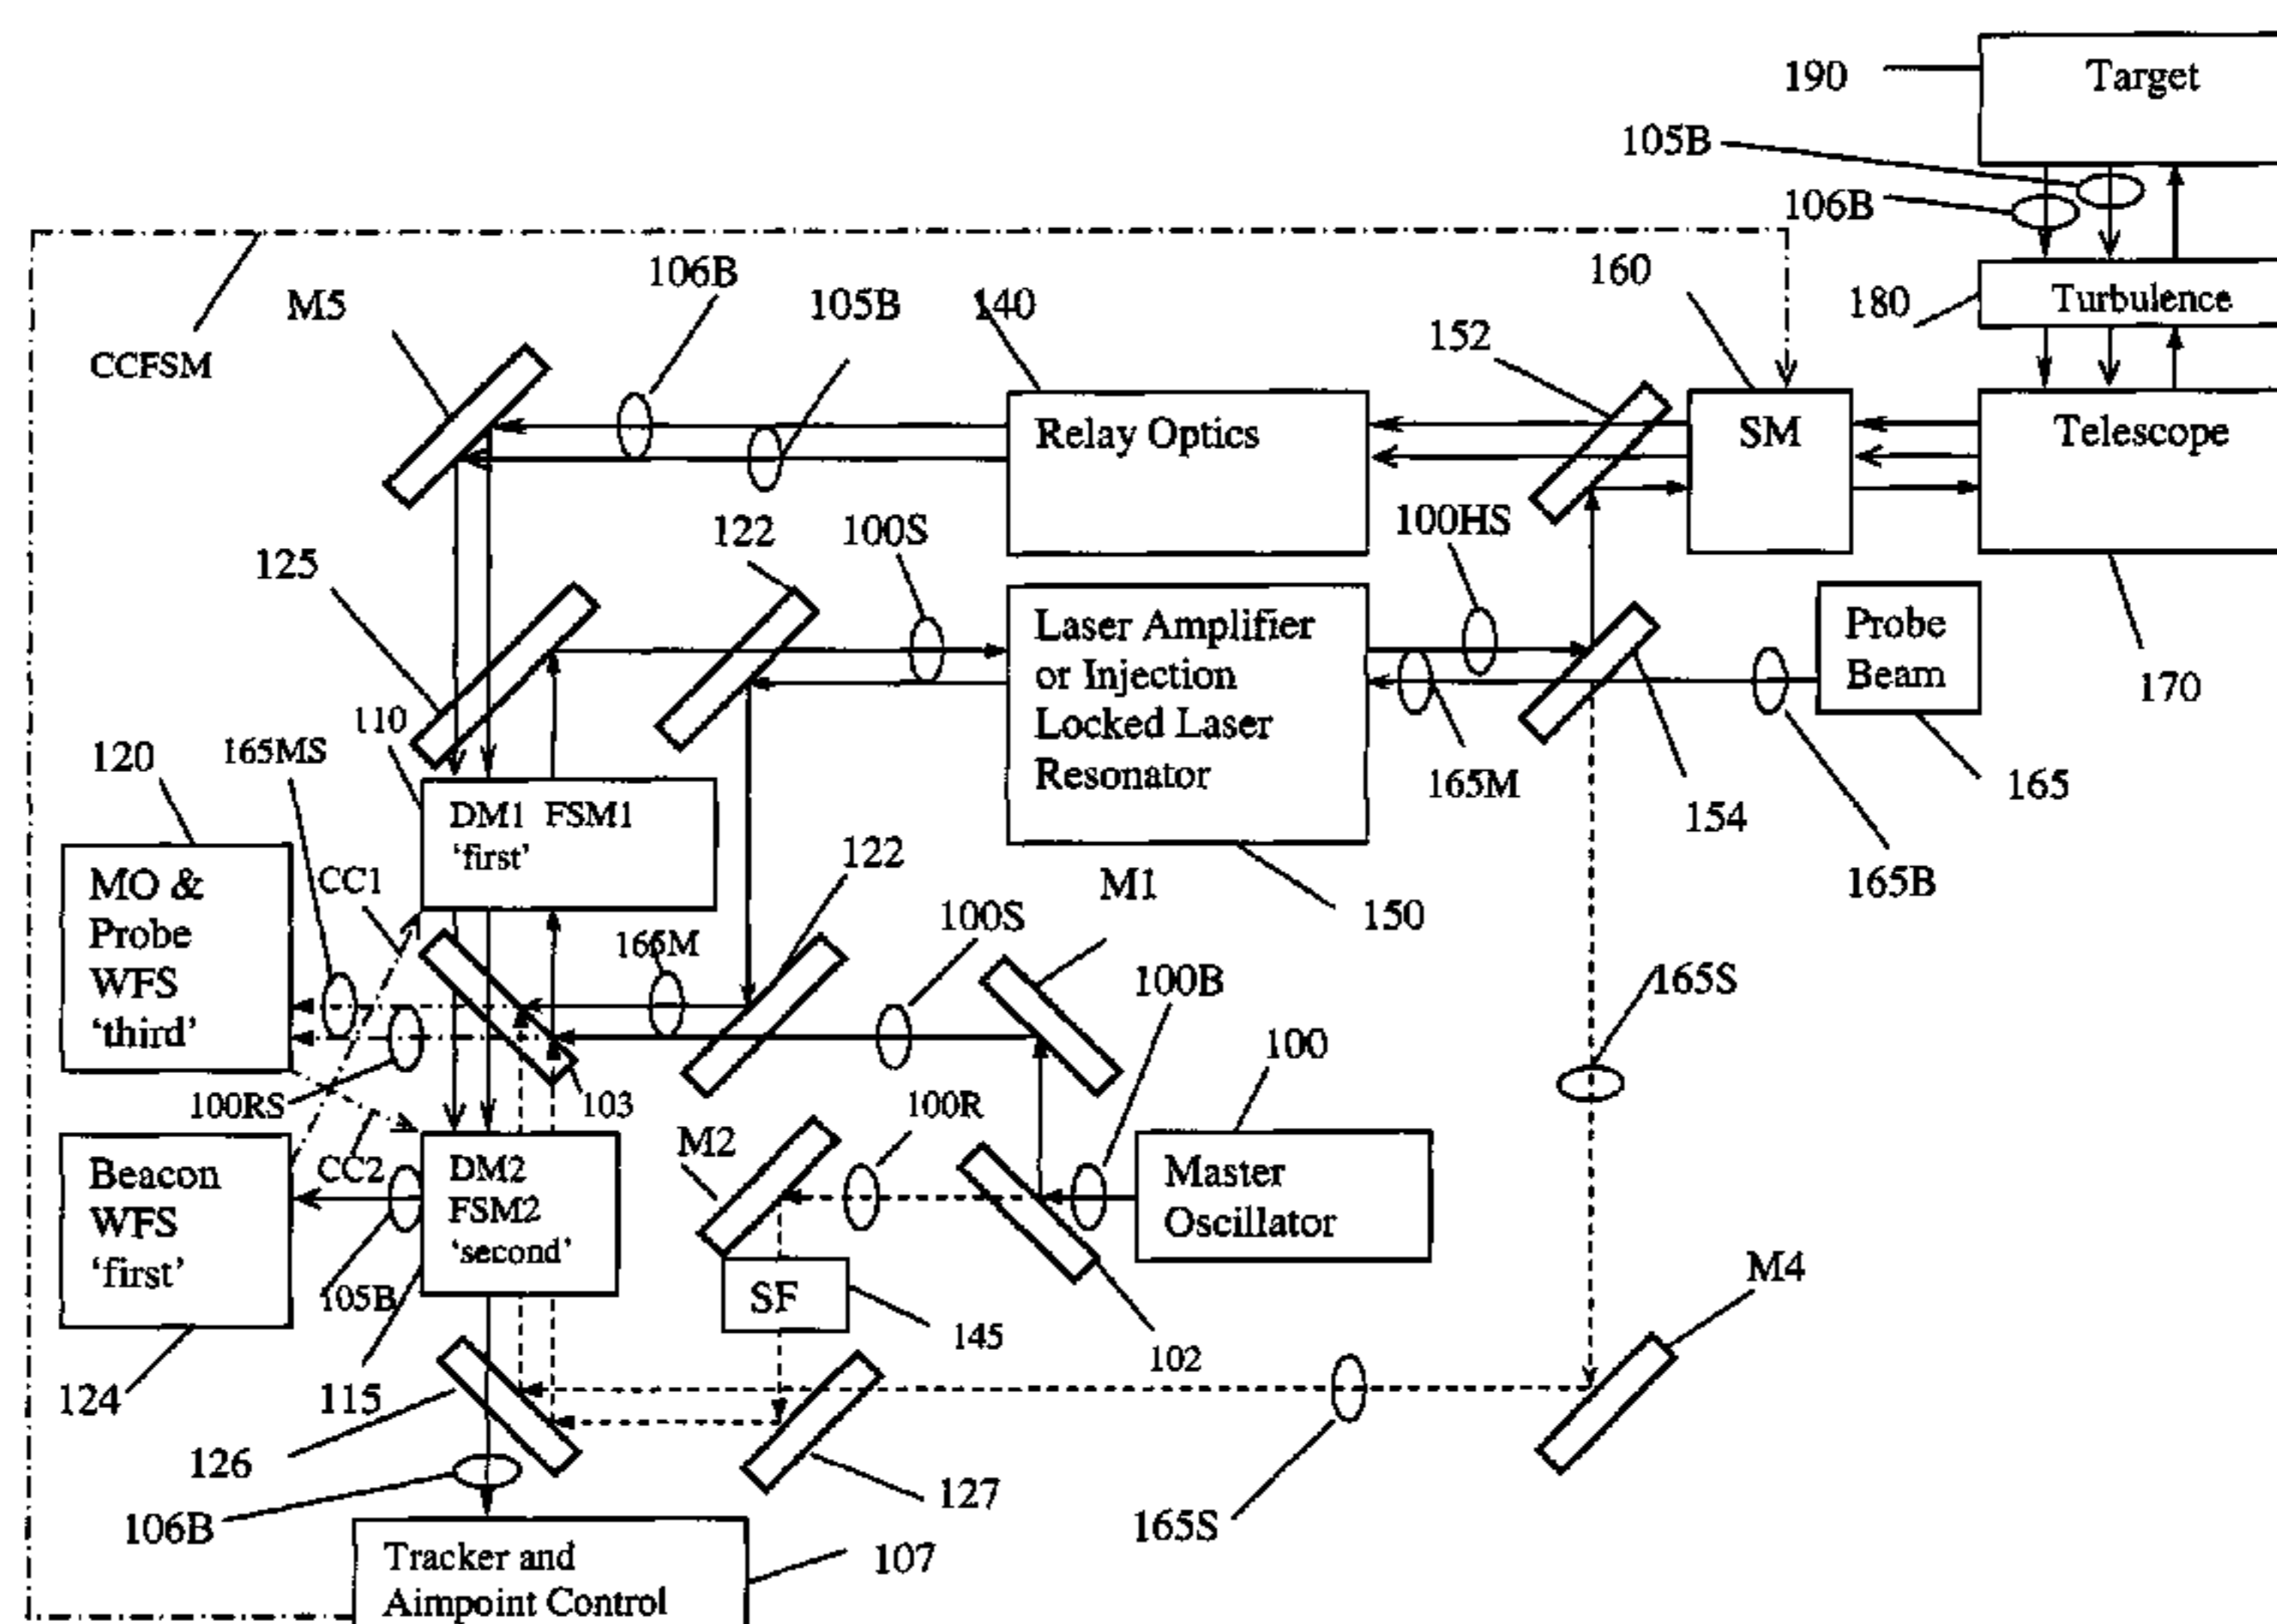 190
Target
105B
106B
160
180
Turbulence
M5
106B
105B
140
152
CCFSM
Relay Optics
SM
Telescope
125
122
100S
100HS
Laser Amplifier
or Injection
Locked Laser
Resonator
Probe
Beam
170
110
120
165MS
165M
154
165
DM1 FSM1
'first'
122
M1
165B
150
MO &
Probe
WFS
'third'
CC1
165M
100S
100B
165S
100
100RS
103
100R
M2
Beacon
WFS
'first'
CC2
DM2
FSM2
'second'
Master
Oscillator
M4
105B
SF
145
102
124
115
126
127
106B
165S
Tracker and
Aimpoint Control
107